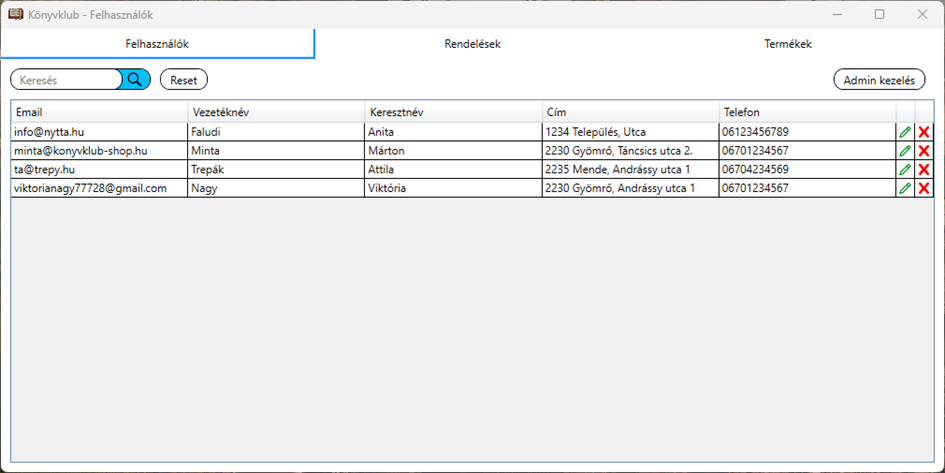 Könyvklub - Felhasználók
Felhasználók Rendelések Termékek
Keresés Reset Admin kezelés
Email Vezetéknév Keresztnév Cím Telefon
info@nytta.hu Faludi Anita 1234 Település, Utca 06123456789
minta@konyvklub-shop.hu Minta Márton 2230 Gyömrő, Táncsics utca 2. 06701234567
ta@trepy.hu Trepák Attila 2235 Mende, Andrássy utca 1 06704234569
viktorianagy77728@gmail.com Nagy Viktória 2230 Gyömrő, Andrássy utca 1 06701234567